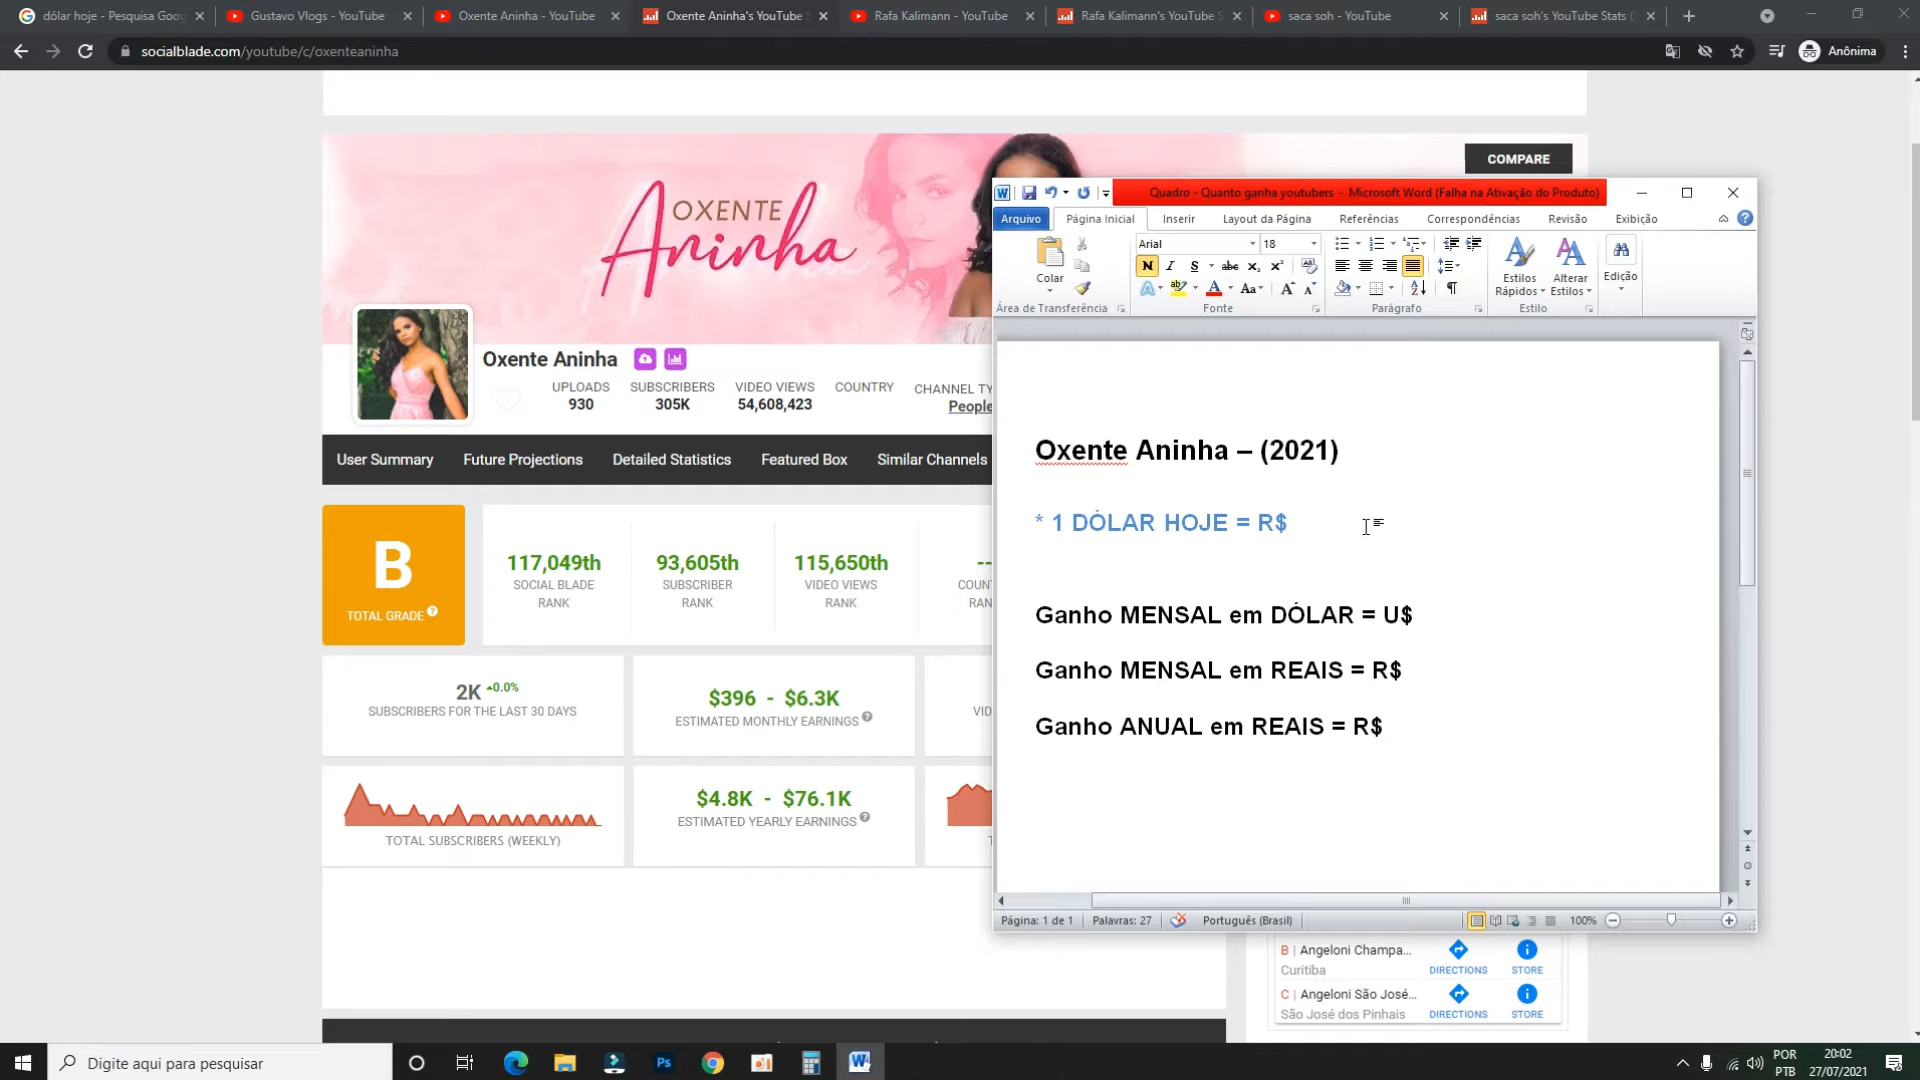 dólar hoje - Pesquisa Goo
Gustavo Vlogs - YouTube
Oxente Aninha - YouTube
Oxente Aninha's YouTube
Rafa Kalimann - YouTube
Rafa Kalimann's YouTube S
saca soh - YouTube
saca soh's YouTube Stats
socialblade.com/youtube/c/oxenteaninha
Anônima
OXENTE
Aninha
COMPARE
Oxente Aninha
UPLOADS
930
SUBSCRIBERS
305K
VIDEO VIEWS
54,608,423
COUNTRY
CHANNEL TY
People
User Summary
Future Projections
Detailed Statistics
Featured Box
Similar Channels
B
TOTAL GRADE
117,049th
SOCIAL BLADE
RANK
93,605th
SUBSCRIBER
RANK
115,650th
VIDEO VIEWS
RANK
--
COUN
RAN
2K 0.0%
SUBSCRIBERS FOR THE LAST 30 DAYS
$396 - $6.3K
ESTIMATED MONTHLY EARNINGS
VID
TOTAL SUBSCRIBERS (WEEKLY)
$4.8K - $76.1K
ESTIMATED YEARLY EARNINGS
Quadro - Quanto ganha youtubers - Microsoft Word (Falha na Ativação do Produto)
Arquivo
Página Inicial
Inserir
Layout da Página
Referências
Correspondências
Revisão
Exibição
Colar
Área de Transferência
Arial
18
N I S abc x₂ x²
Aa
Fonte
Parágrafo
Estilos
Rápidos
Alterar
Estilos
Estilo
Edição
Oxente Aninha – (2021)
* 1 DÓLAR HOJE = R$
Ganho MENSAL em DÓLAR = U$
Ganho MENSAL em REAIS = R$
Ganho ANUAL em REAIS = R$
Página: 1 de 1
Palavras: 27
Português (Brasil)
100%
B | Angeloni Champa...
Curitiba
DIRECTIONS
STORE
C | Angeloni São José...
São José dos Pinhais
DIRECTIONS
STORE
Digite aqui para pesquisar
POR
PTB
20:02
27/07/2021